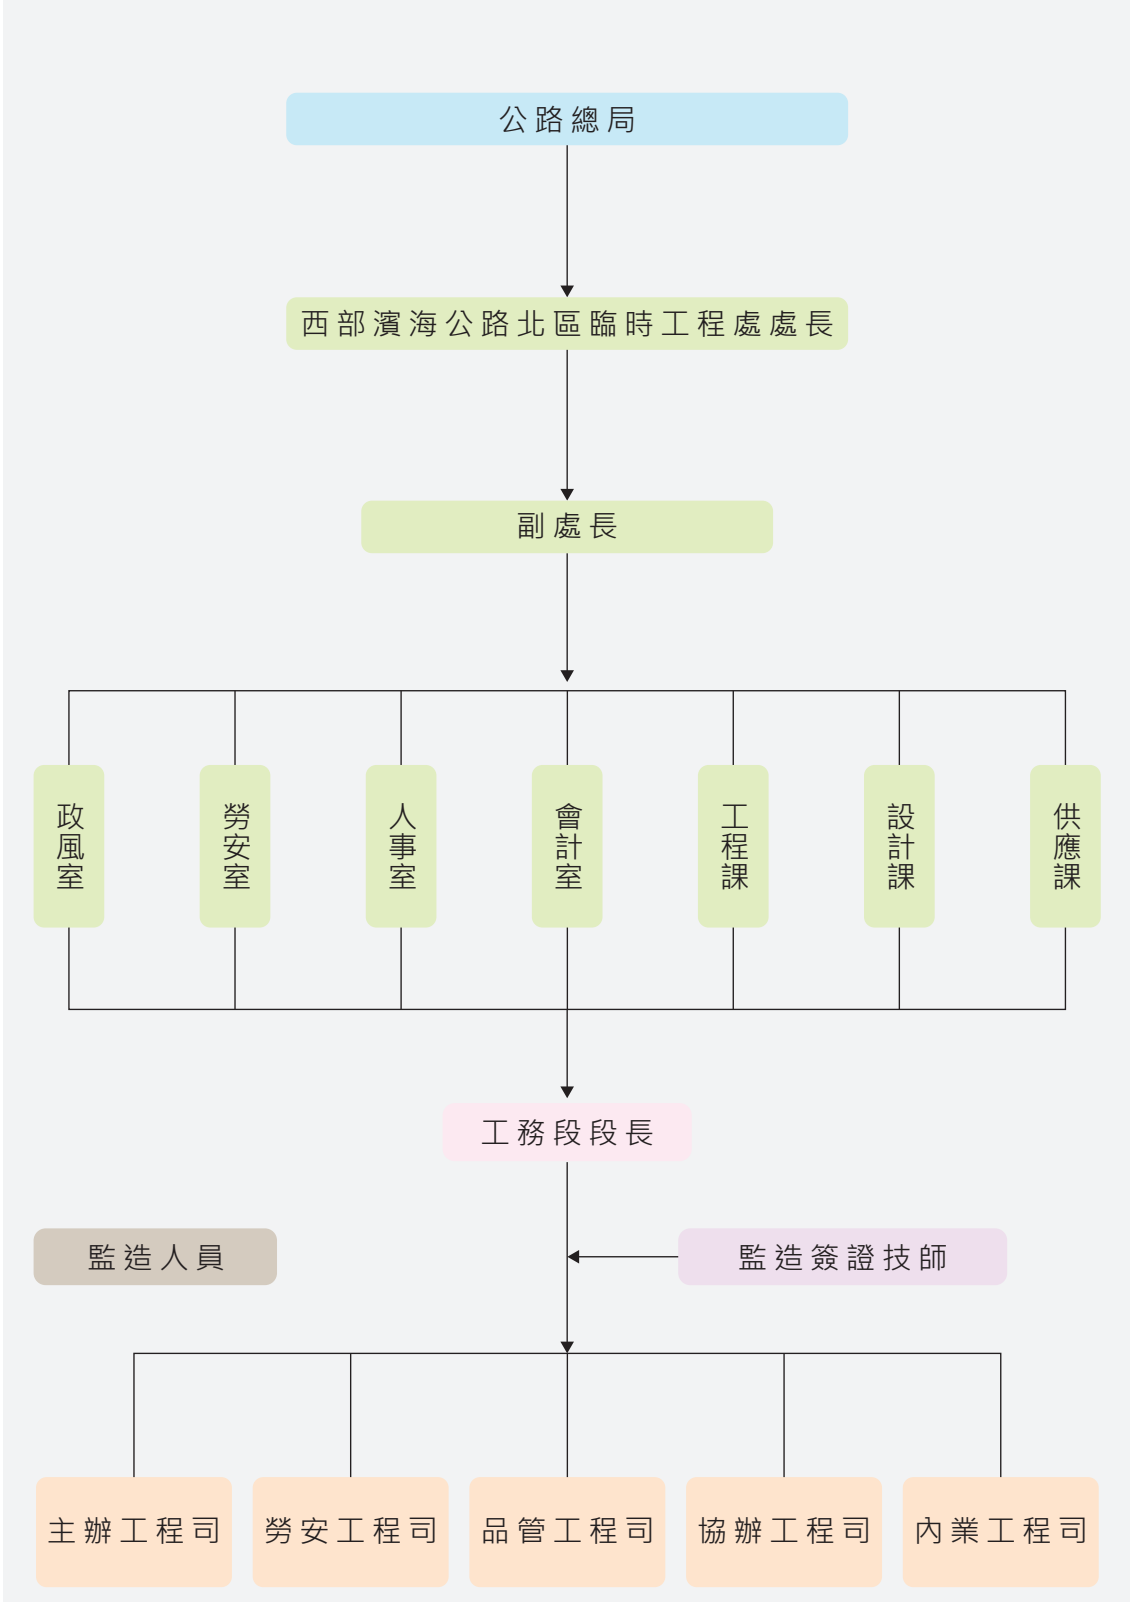 公路總局
西部濱海公路北區臨時工程處處長
副處長
政風室
勞安室
人事室
會計室
工程課
設計課
供應課
工務段段長
監造人員
監造簽證技師
主辦工程司
勞安工程司
品管工程司
協辦工程司
內業工程司